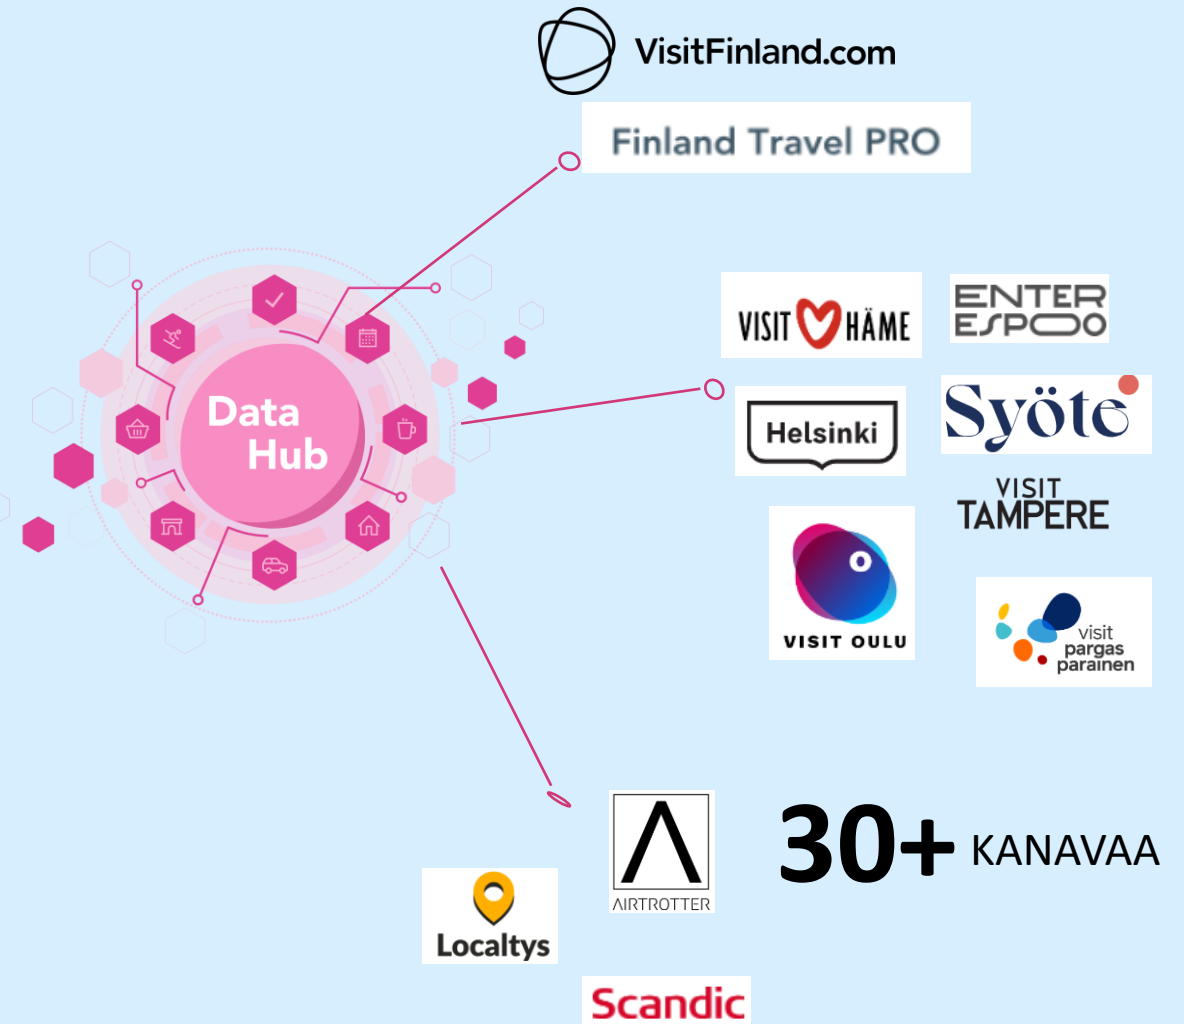 VisitFinland.com
Finland Travel PRO
Data
Hub
VISIT HÄME
ENTER
ESPOO
Helsinki
Syöte
VISIT
TAMPERE
VISIT OULU
visit
pargas
parainen
AIRTROTTER
30+ KANAVAA
Localtys
Scandic